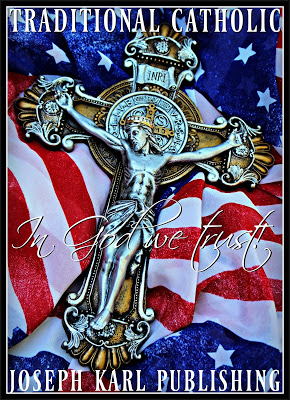 TRADITIONAL CATHOLIC
INRI
In God we trust
JOSEPH KARL PUBLISHING